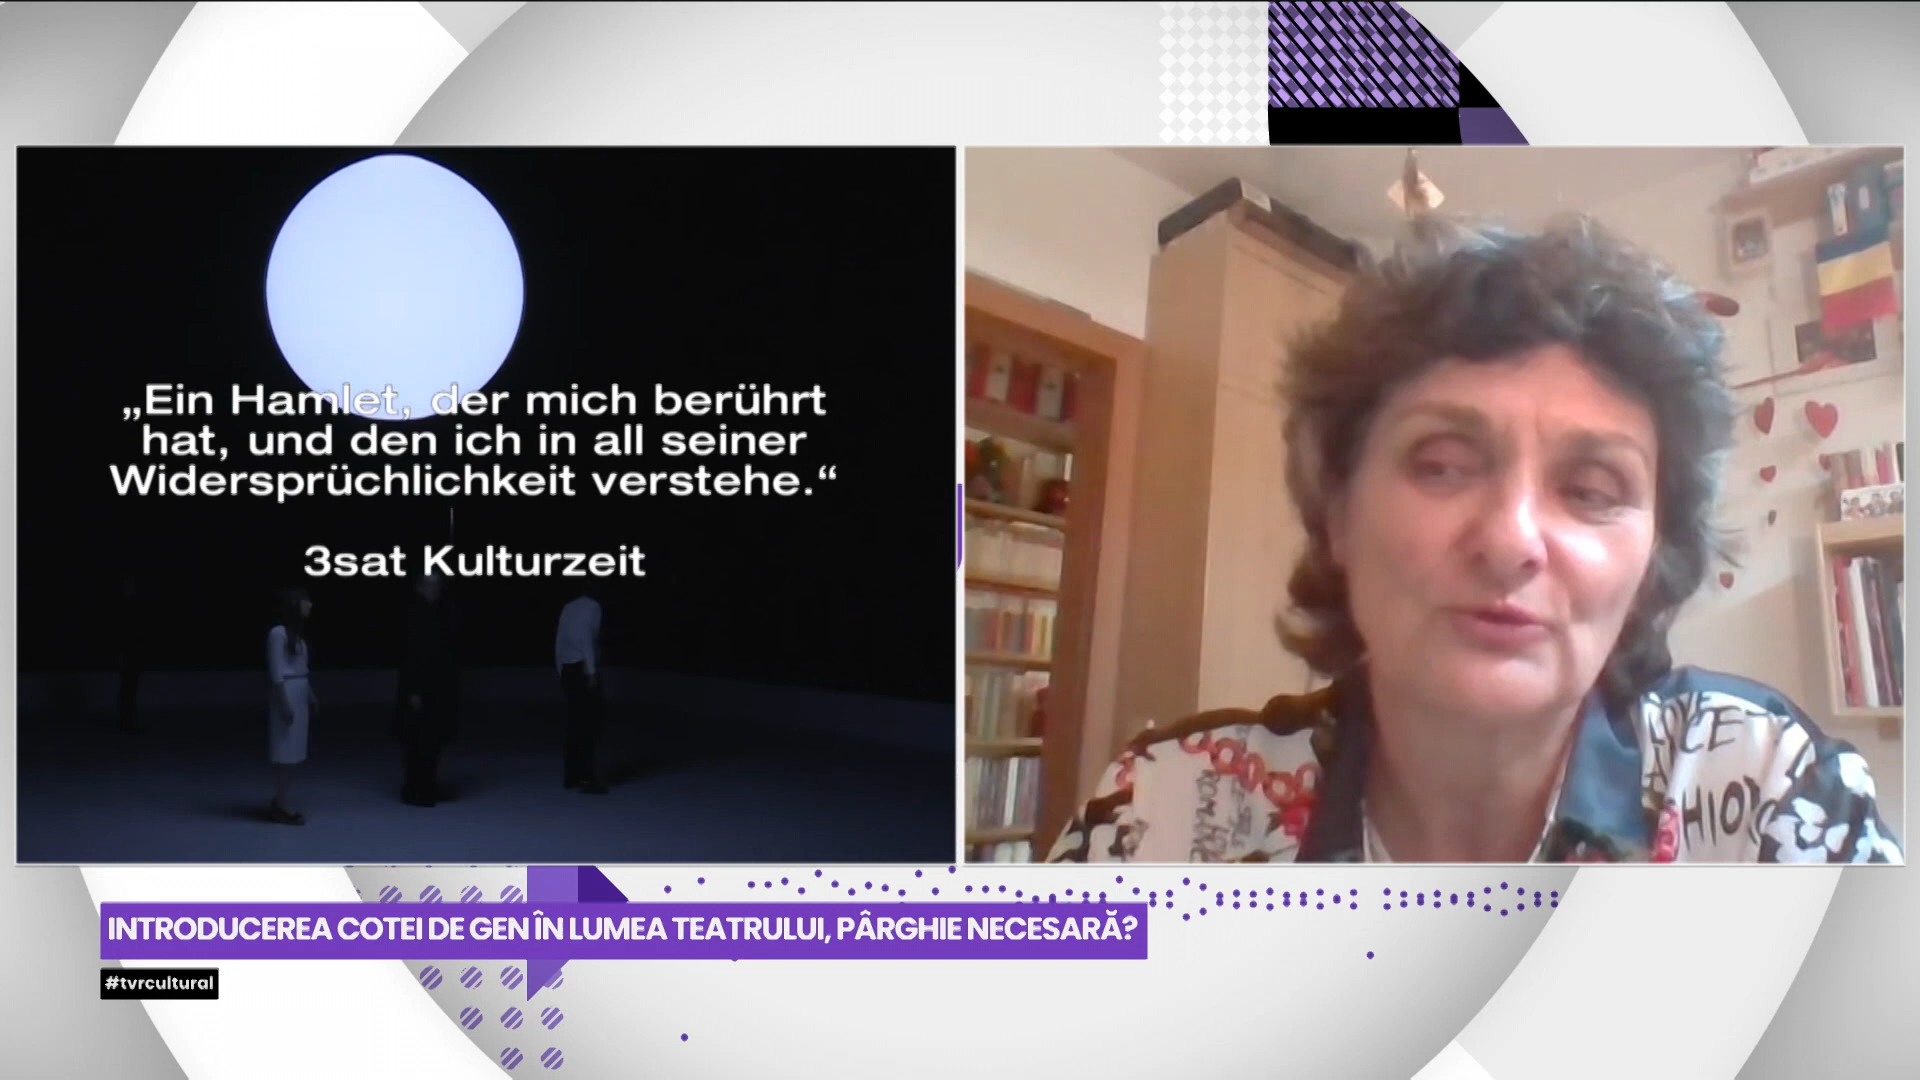 „Ein Hamlet, der mich berührt
hat, und den ich in all seiner
Widersprüchlichkeit verstehe.“
3sat Kulturzeit
INTRODUCEREA COTEI DE GEN ÎN LUMEA TEATRULUI, PÂRGHIE NECESARĂ?
#tvrcultural